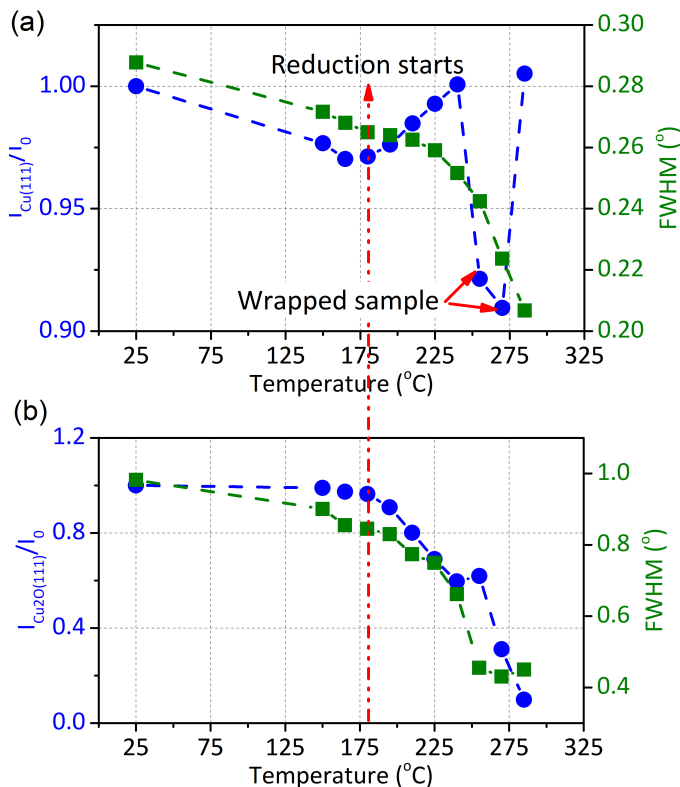 (a)
Reduction starts
Wrapped sample
I_Cu(111)/I_0
1.00
0.95
0.90
FWHM (°)
0.30
0.28
0.26
0.24
0.22
0.20
25 75 125 175 225 275 325
Temperature (°C)
(b)
I_Cu2O(111)/I_0
1.2
0.8
0.4
0.0
FWHM (°)
1.0
0.8
0.6
0.4
25 75 125 175 225 275 325
Temperature (°C)